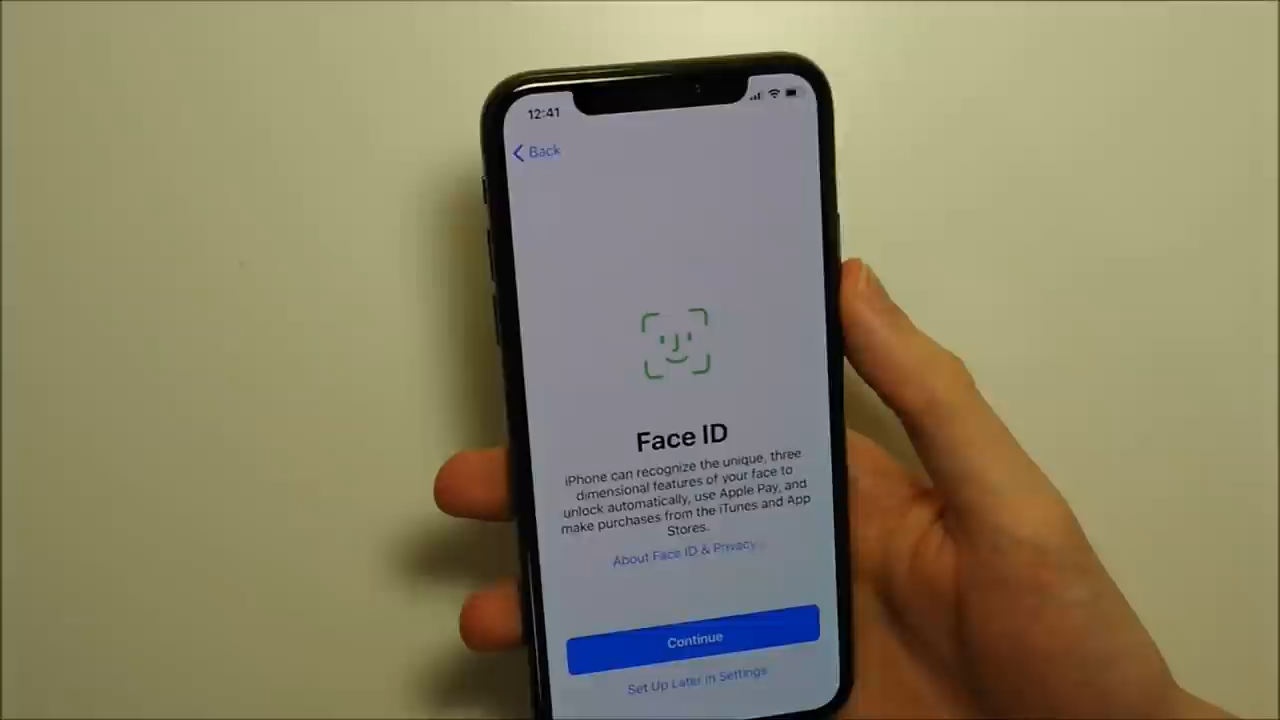 12:41
Back
Face ID
iPhone can recognize the unique, three
dimensional features of your face to
unlock automatically, use Apple Pay, and
make purchases from the iTunes and App
Stores.
About Face ID & Privacy...
Continue
Set Up Later in Settings